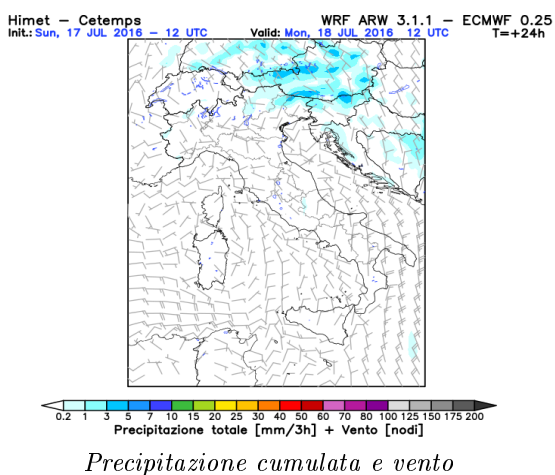 Himet – Cetemps WRF ARW 3.1.1 – ECMWF 0.25
Init.: Sun, 17 JUL 2016 – 12 UTC Valid: Mon, 18 JUL 2016 12 UTC T=+24h
0.2 1 3 5 7 10 15 20 25 30 40 50 60 70 80 100 125 150 175 200
Precipitazione totale [mm/3h] + Vento [nodi]
Precipitazione cumulata e vento